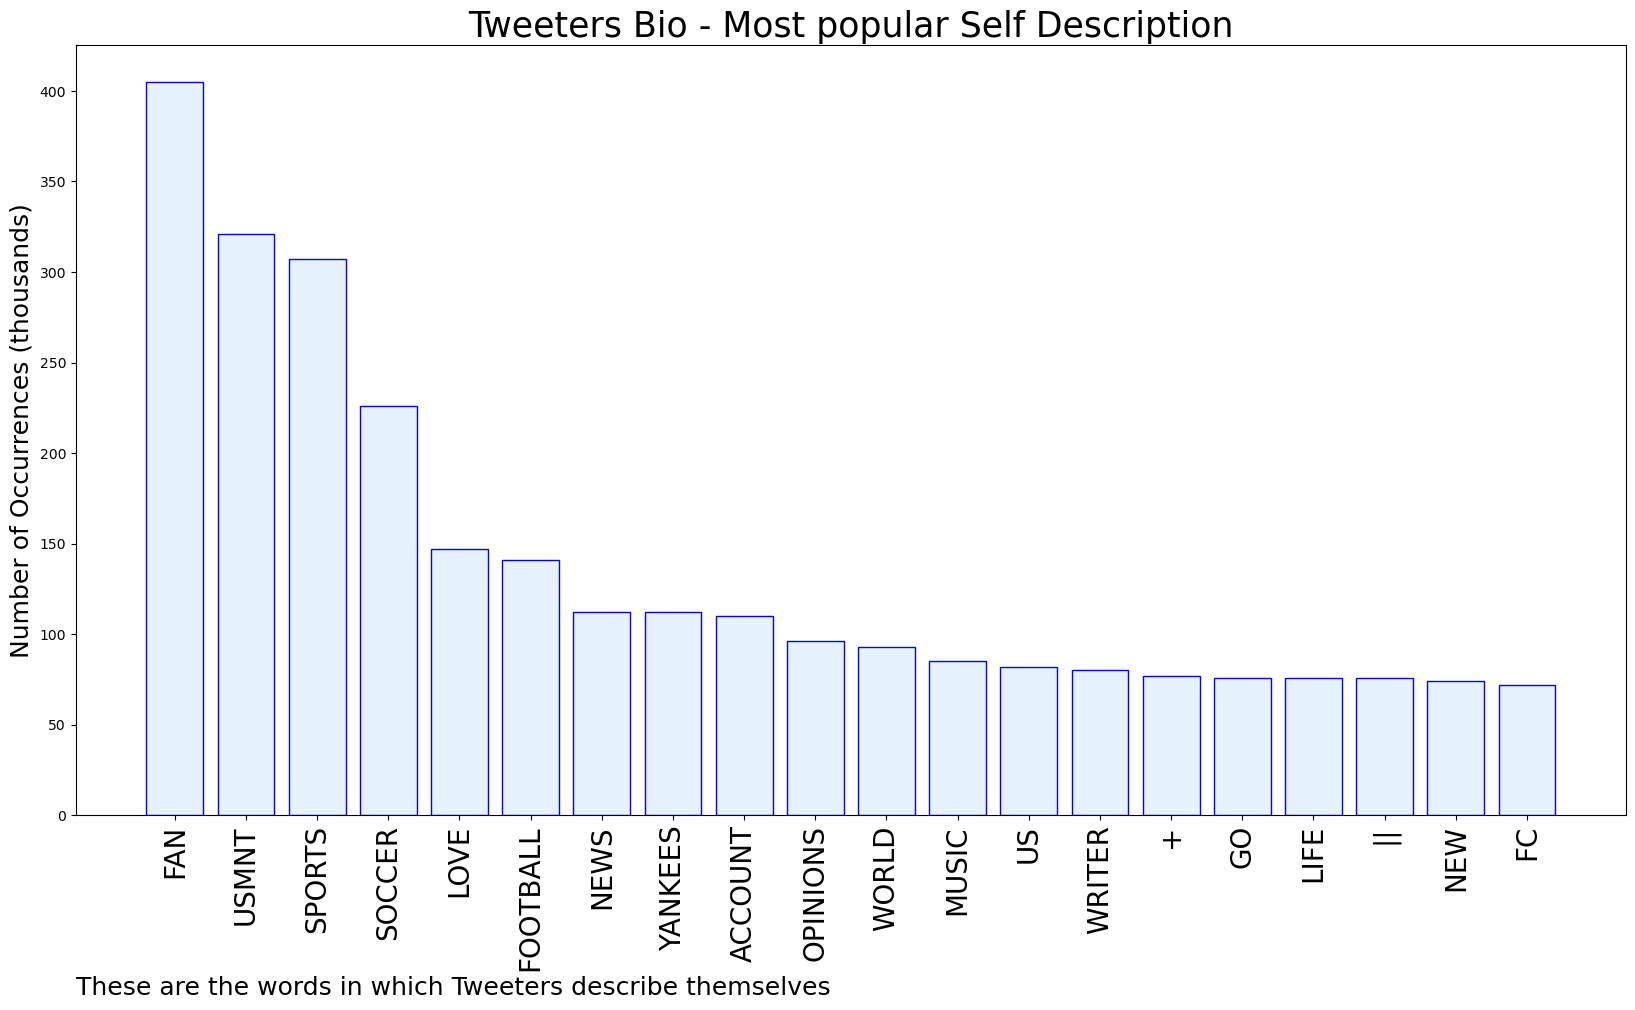 Tweeters Bio - Most popular Self Description
Number of Occurrences (thousands)
400
350
300
250
200
150
100
50
0
FAN
USMNT
SPORTS
SOCCER
LOVE
FOOTBALL
NEWS
YANKEES
ACCOUNT
OPINIONS
WORLD
MUSIC
US
WRITER
+
GO
LIFE
||
NEW
FC
These are the words in which Tweeters describe themselves